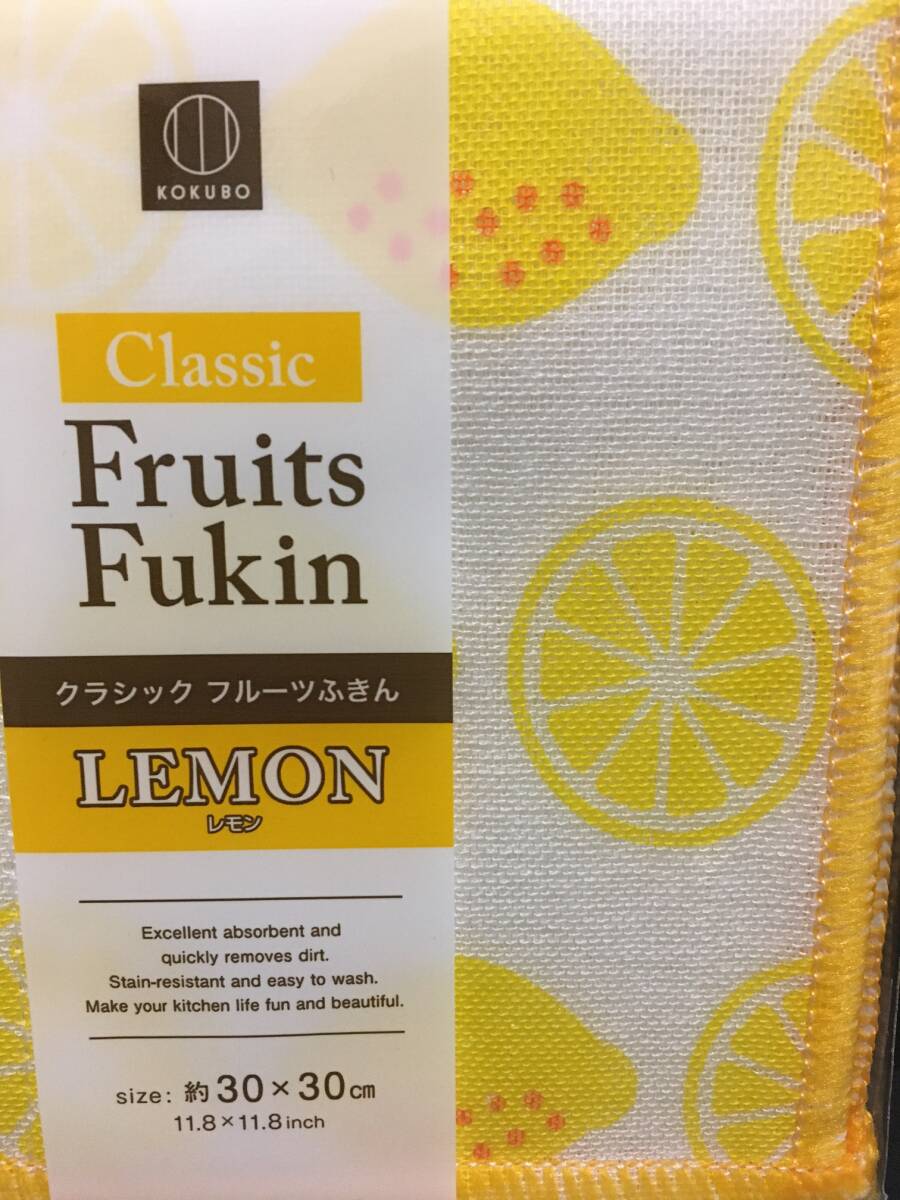 KOKUBO
Classic
Fruits
Fukin
クラシック フルーツふきん
LEMON
レモン
Excellent absorbent and
quickly removes dirt.
Stain-resistant and easy to wash.
Make your kitchen life fun and beautiful.
size: 約 30×30cm
11.8×11.8inch